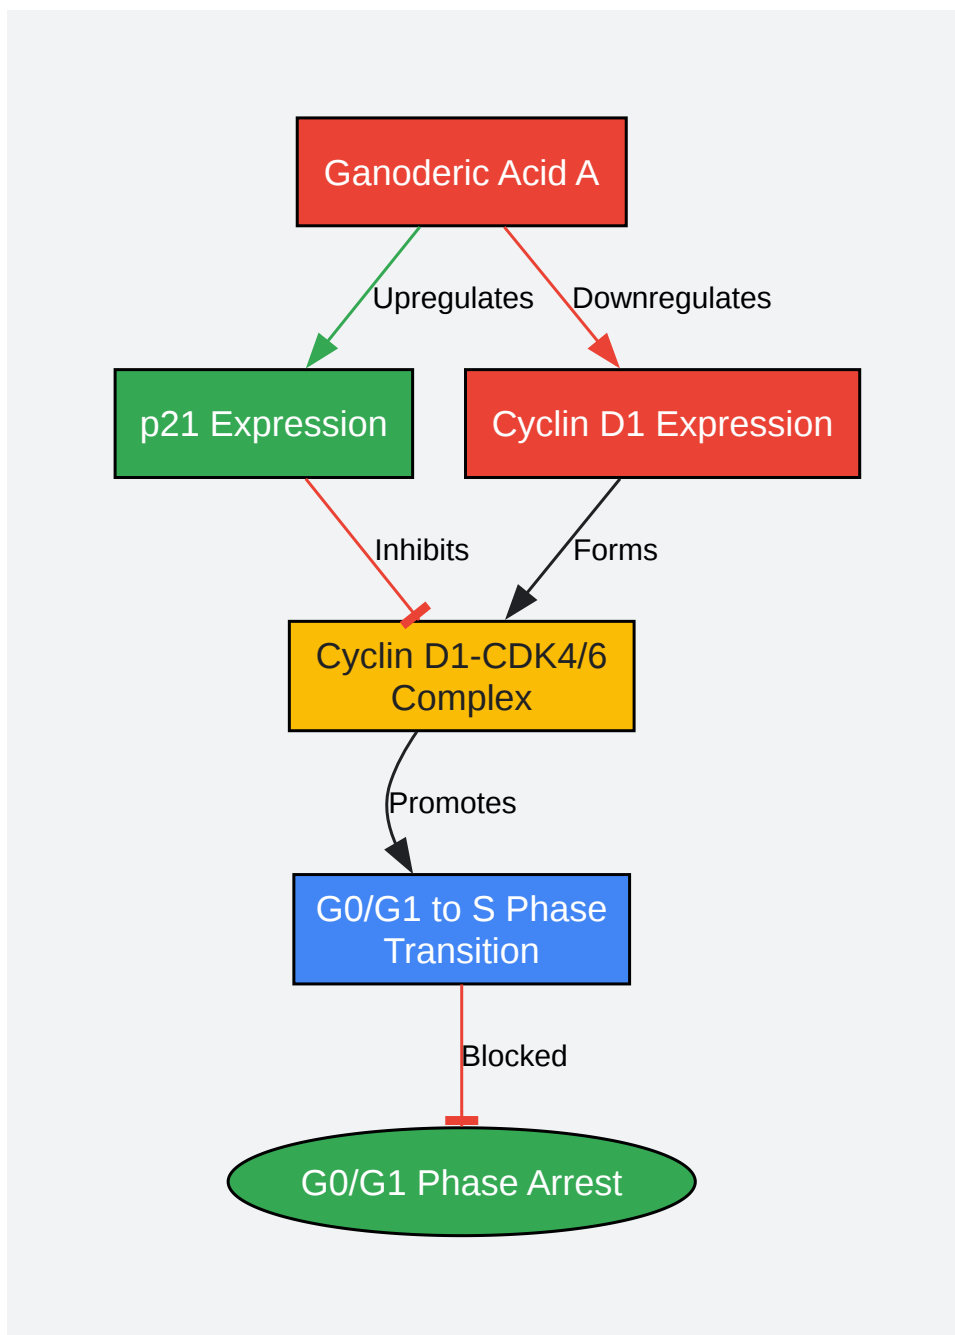 Ganoderic Acid A
Upregulates
Downregulates
p21 Expression
Cyclin D1 Expression
Inhibits
Forms
Cyclin D1-CDK4/6
Complex
Promotes
G0/G1 to S Phase
Transition
Blocked
G0/G1 Phase Arrest